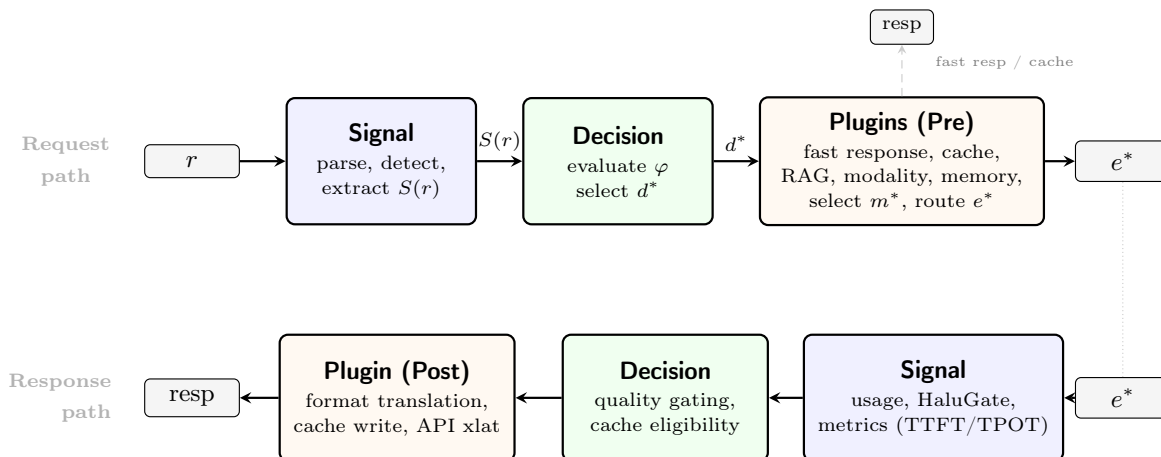 resp
fast resp / cache
Request
path
r
Signal
parse, detect,
extract S(r)
S(r)
Decision
evaluate φ
select d*
d*
Plugins (Pre)
fast response, cache,
RAG, modality, memory,
select m*, route e*
e*
Response
path
resp
Plugin (Post)
format translation,
cache write, API xlat
Decision
quality gating,
cache eligibility
Signal
usage, HaluGate,
metrics (TTFT/TPOT)
e*